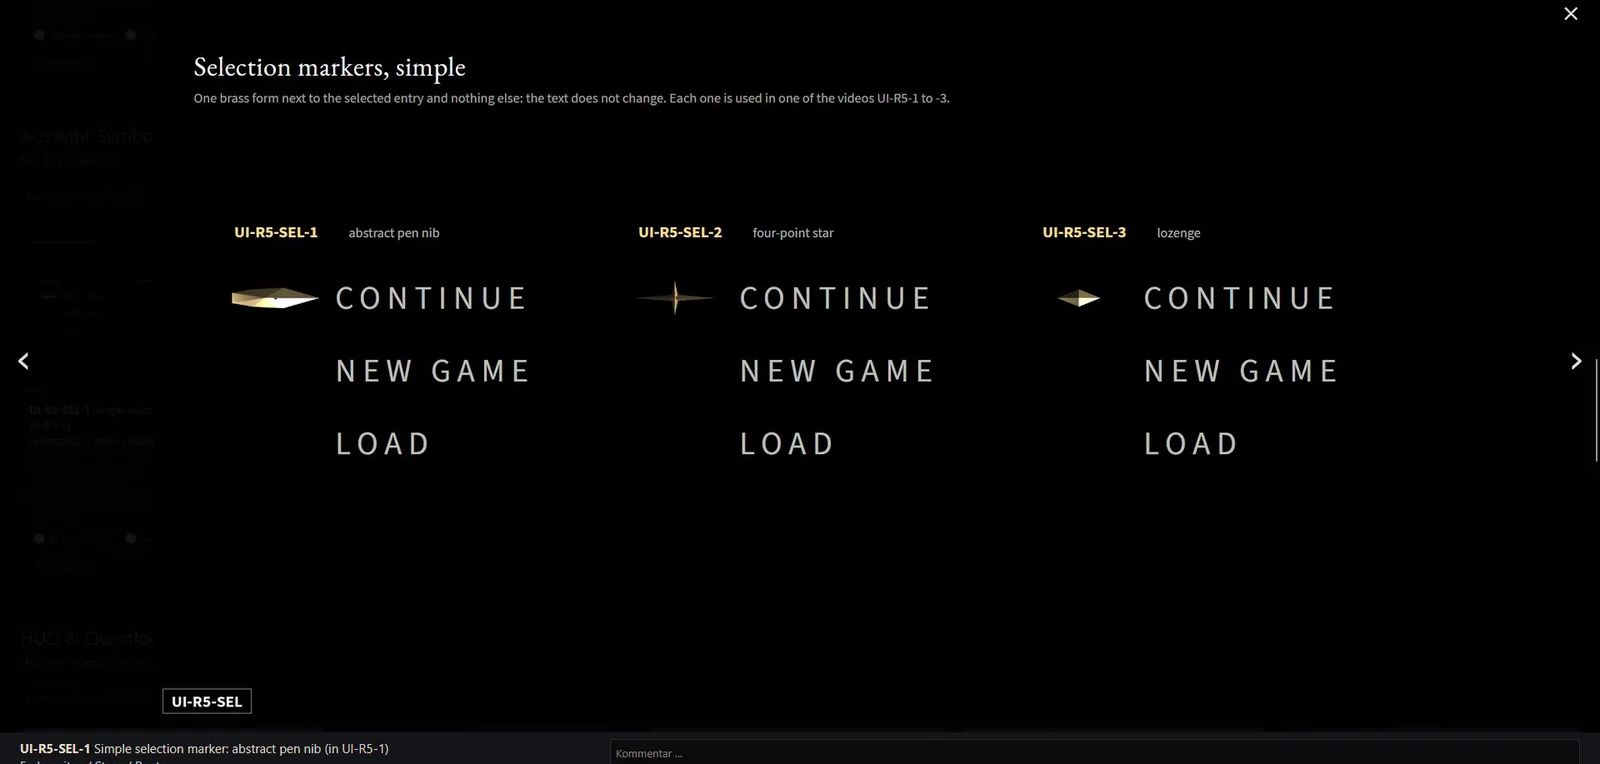 Selection markers, simple
One brass form next to the selected entry and nothing else: the text does not change. Each one is used in one of the videos UI-R5-1 to -3.
UI-R5-SEL-1 abstract pen nib
CONTINUE
NEW GAME
LOAD
UI-R5-SEL-2 four-point star
CONTINUE
NEW GAME
LOAD
UI-R5-SEL-3 lozenge
CONTINUE
NEW GAME
LOAD
Auswahl-Symbo
HUD & Question
UI-R5-SEL
UI-R5-SEL-1 Simple selection marker: abstract pen nib (in UI-R5-1)
Kommentar ...